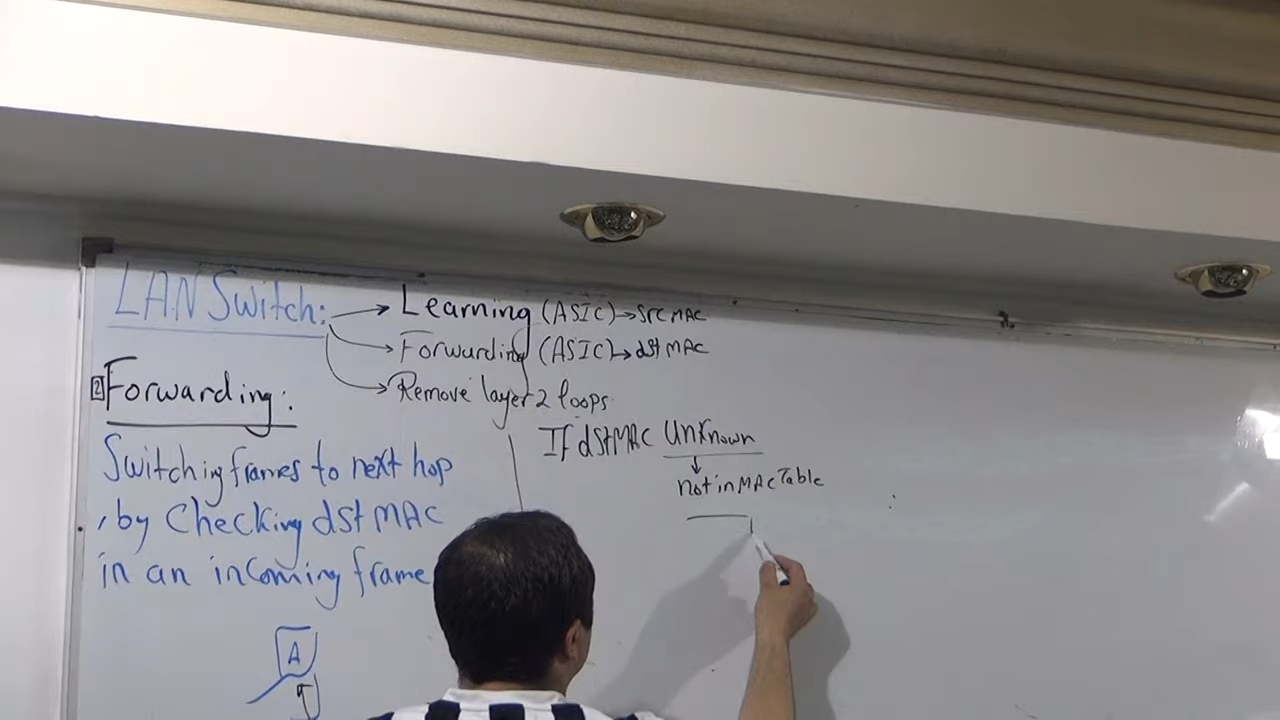 LAN Switch:
Learning (ASIC)→Src MAC
Forwarding (ASIC)→dst MAC
Remove layer 2 loops
2 Forwarding:
Switching frames to next hop
, by Checking dst MAC
in an incoming frame
A
If dst MAC Unknown
not in MAC Table